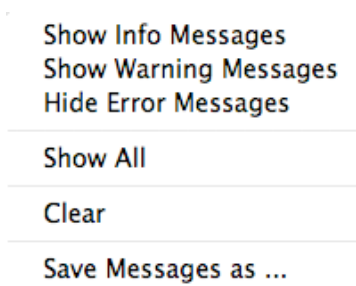 Show Info Messages
Show Warning Messages
Hide Error Messages
Show All
Clear
Save Messages as ...